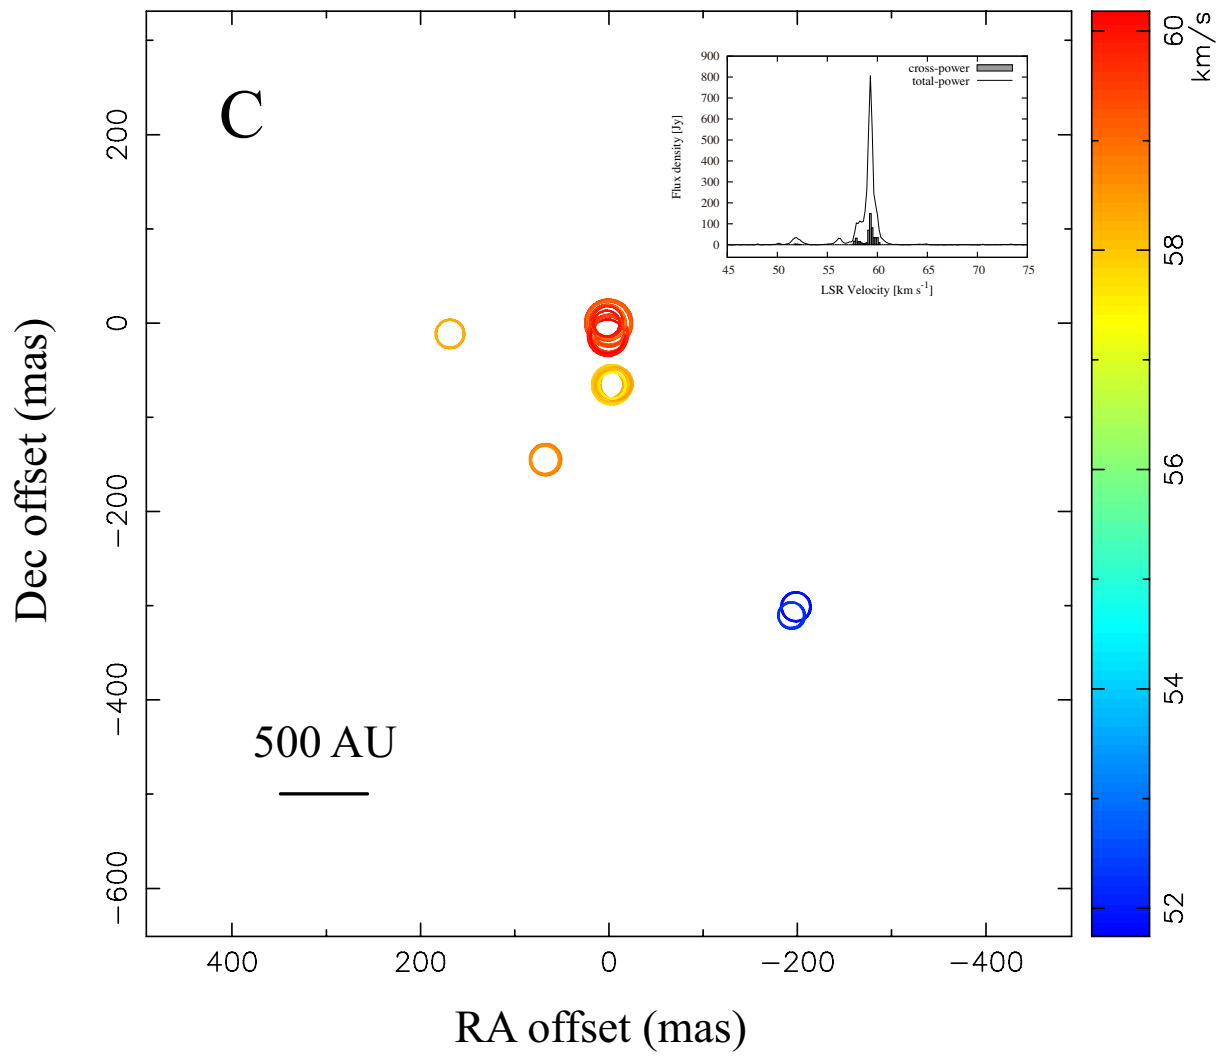 C
900
800
700
600
500
400
300
200
100
0
Flux density [Jy]
cross-power
total-power
45 50 55 60 65 70 75
LSR Velocity [km s-1]
200
0
−200
−400
−600
Dec offset (mas)
500 AU
400 200 0 −200 −400
RA offset (mas)
km/s
60
58
56
54
52